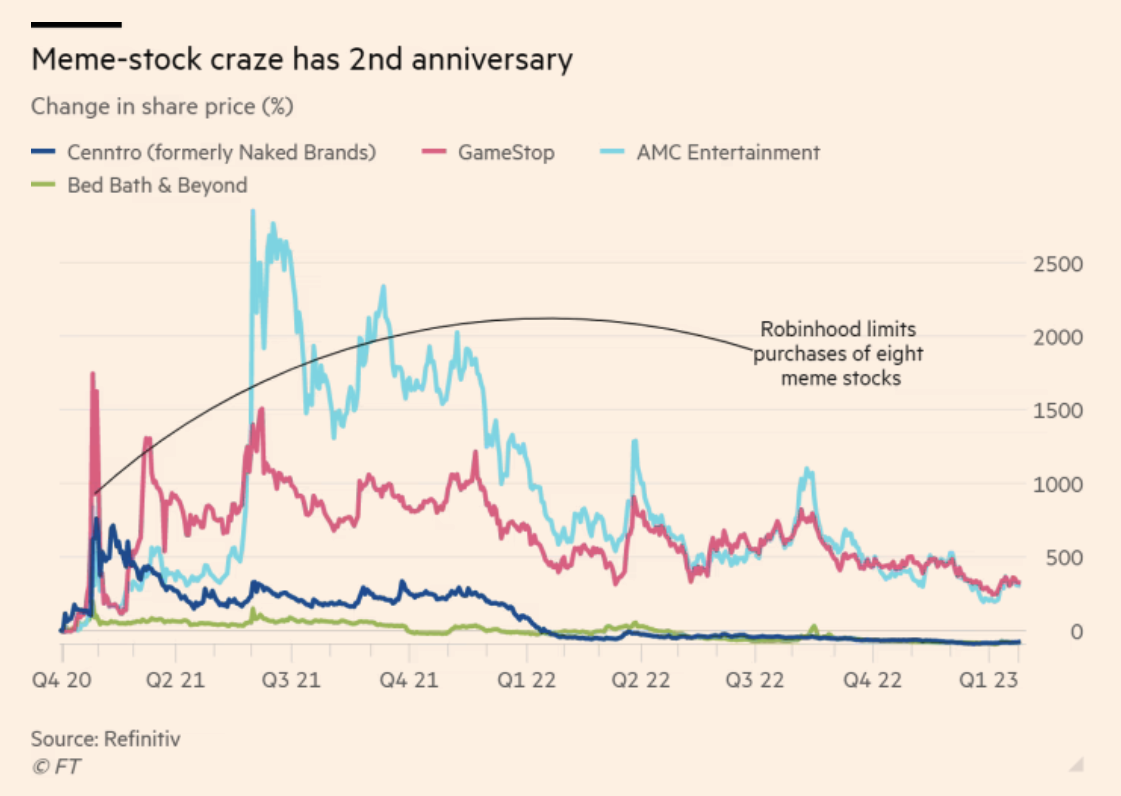 Meme-stock craze has 2nd anniversary
Change in share price (%)
Cenntro (formerly Naked Brands) GameStop AMC Entertainment
Bed Bath & Beyond
2500
Robinhood limits
purchases of eight
meme stocks
2000
1500
1000
500
0
Q4 20 Q2 21 Q3 21 Q4 21 Q1 22 Q2 22 Q3 22 Q4 22 Q1 23
Source: Refinitiv
© FT